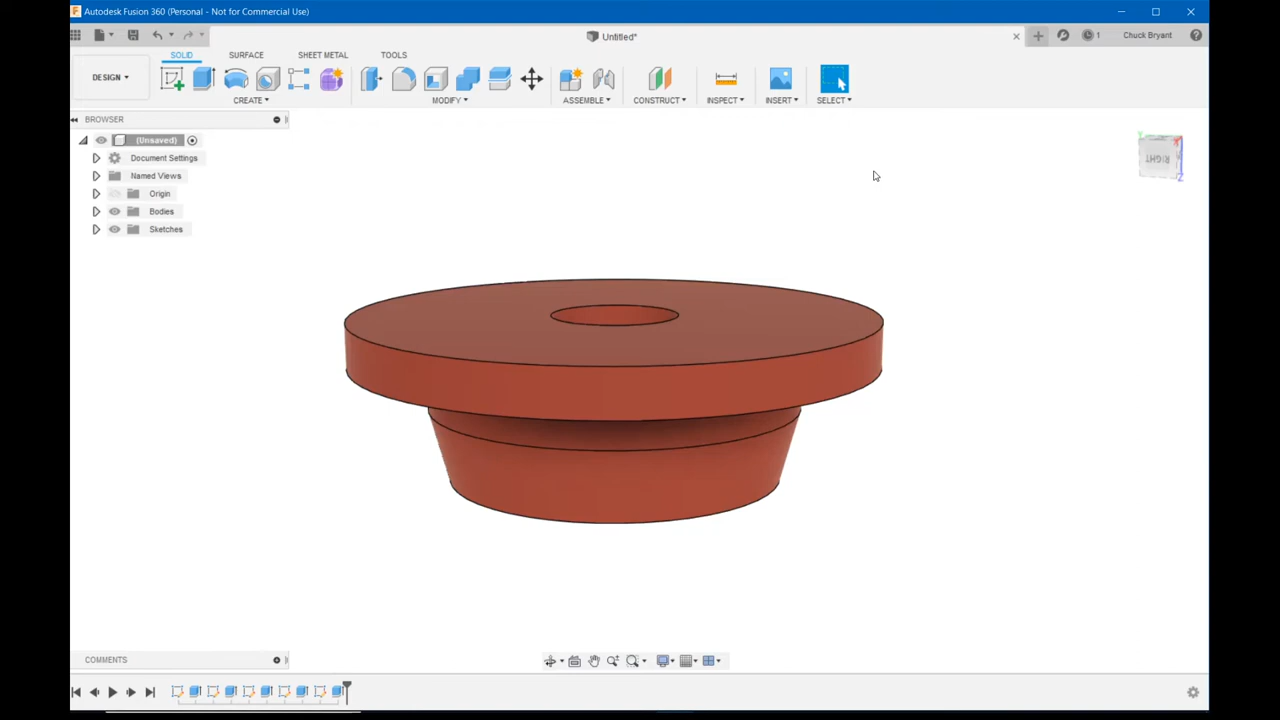 Autodesk Fusion 360 (Personal - Not for Commercial Use)
Untitled*
1
Chuck Bryant
DESIGN
SOLID
SURFACE
SHEET METAL
TOOLS
CREATE
MODIFY
ASSEMBLE
CONSTRUCT
INSPECT
INSERT
SELECT
BROWSER
(Unsaved)
Document Settings
Named Views
Origin
Bodies
Sketches
Y
X
RIGHT
Z
COMMENTS